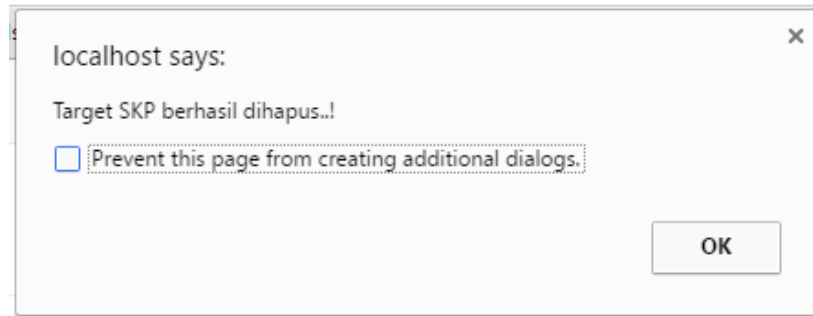 localhost says:
Target SKP berhasil dihapus..!
Prevent this page from creating additional dialogs.
OK